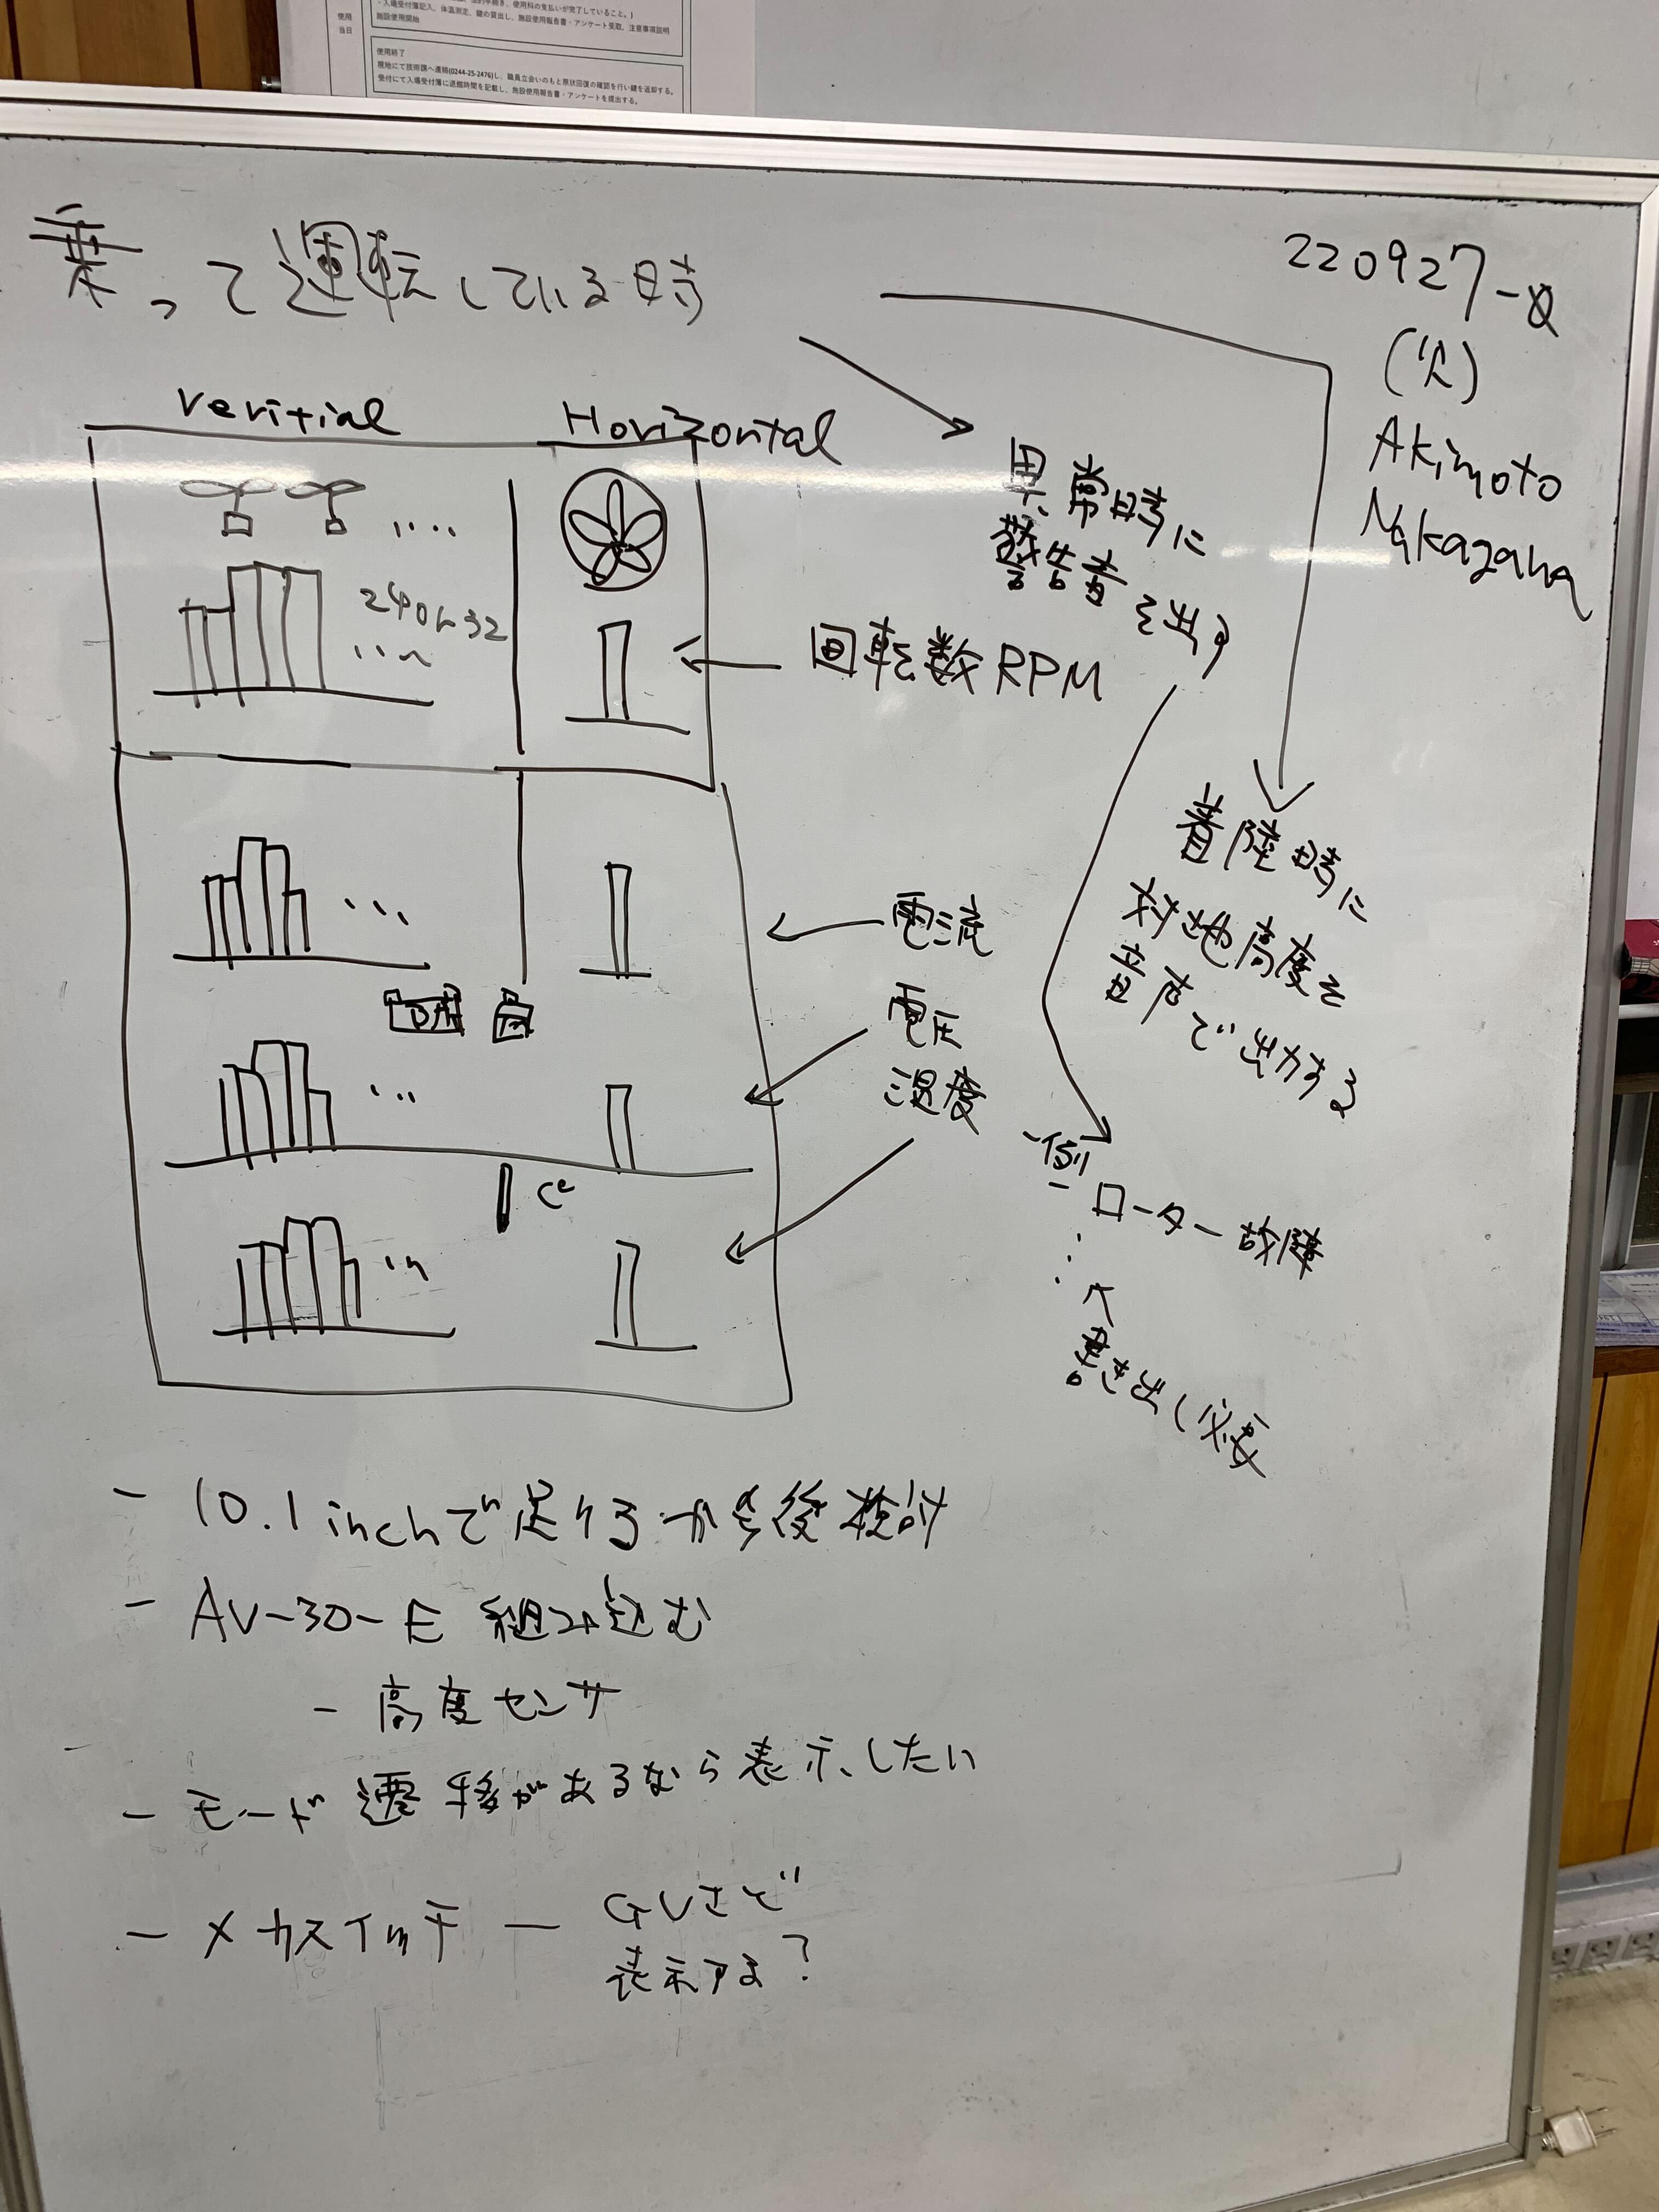 使用
当日
・入場受付簿記入、体温測定、鍵の貸出し、施設使用報告書・アンケート受取、注意事項説明
施設使用開始
使用終了
現地にて技術課へ連絡(0244-25-2476)し、職員立会いのもと原状回復の確認を行い鍵を返却する。
受付にて入場受付簿に退館時間を記載し、施設使用報告書・アンケートを提出する。
乗って運転している時
220927-
(火)
Akimoto
Nakagawa
Veritial
Horizontal
異常時に
警告音を出す
回転数 RPM
着陸時に
対地高度を
音声で出力する
電流
電圧
温度
例
- ローター故障
書き出し必要
- 10.1 inchで足りるか今後検討
- AV-30-E 組み込む
- 高度センサ
- モード遷移があるなら表示したい
- メカスイッチ —
表示する?